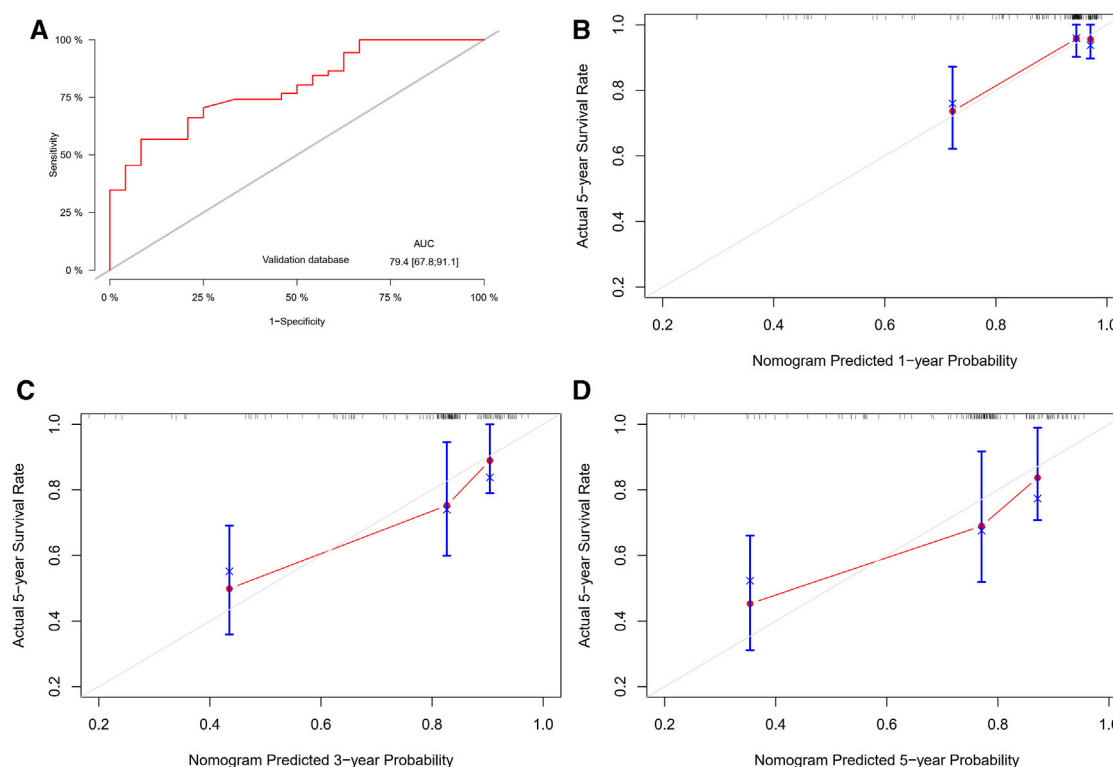 A
100 %
75 %
50 %
25 %
0 %
Sensitivity
AUC
Validation database
79.4 [67.8;91.1]
0 %
25 %
50 %
75 %
100 %
1−Specificity
B
1.0
0.8
0.6
0.4
0.2
Actual 5−year Survival Rate
0.2
0.4
0.6
0.8
1.0
Nomogram Predicted 1−year Probability
C
1.0
0.8
0.6
0.4
0.2
Actual 5−year Survival Rate
0.2
0.4
0.6
0.8
1.0
Nomogram Predicted 3−year Probability
D
1.0
0.8
0.6
0.4
0.2
Actual 5−year Survival Rate
0.2
0.4
0.6
0.8
1.0
Nomogram Predicted 5−year Probability